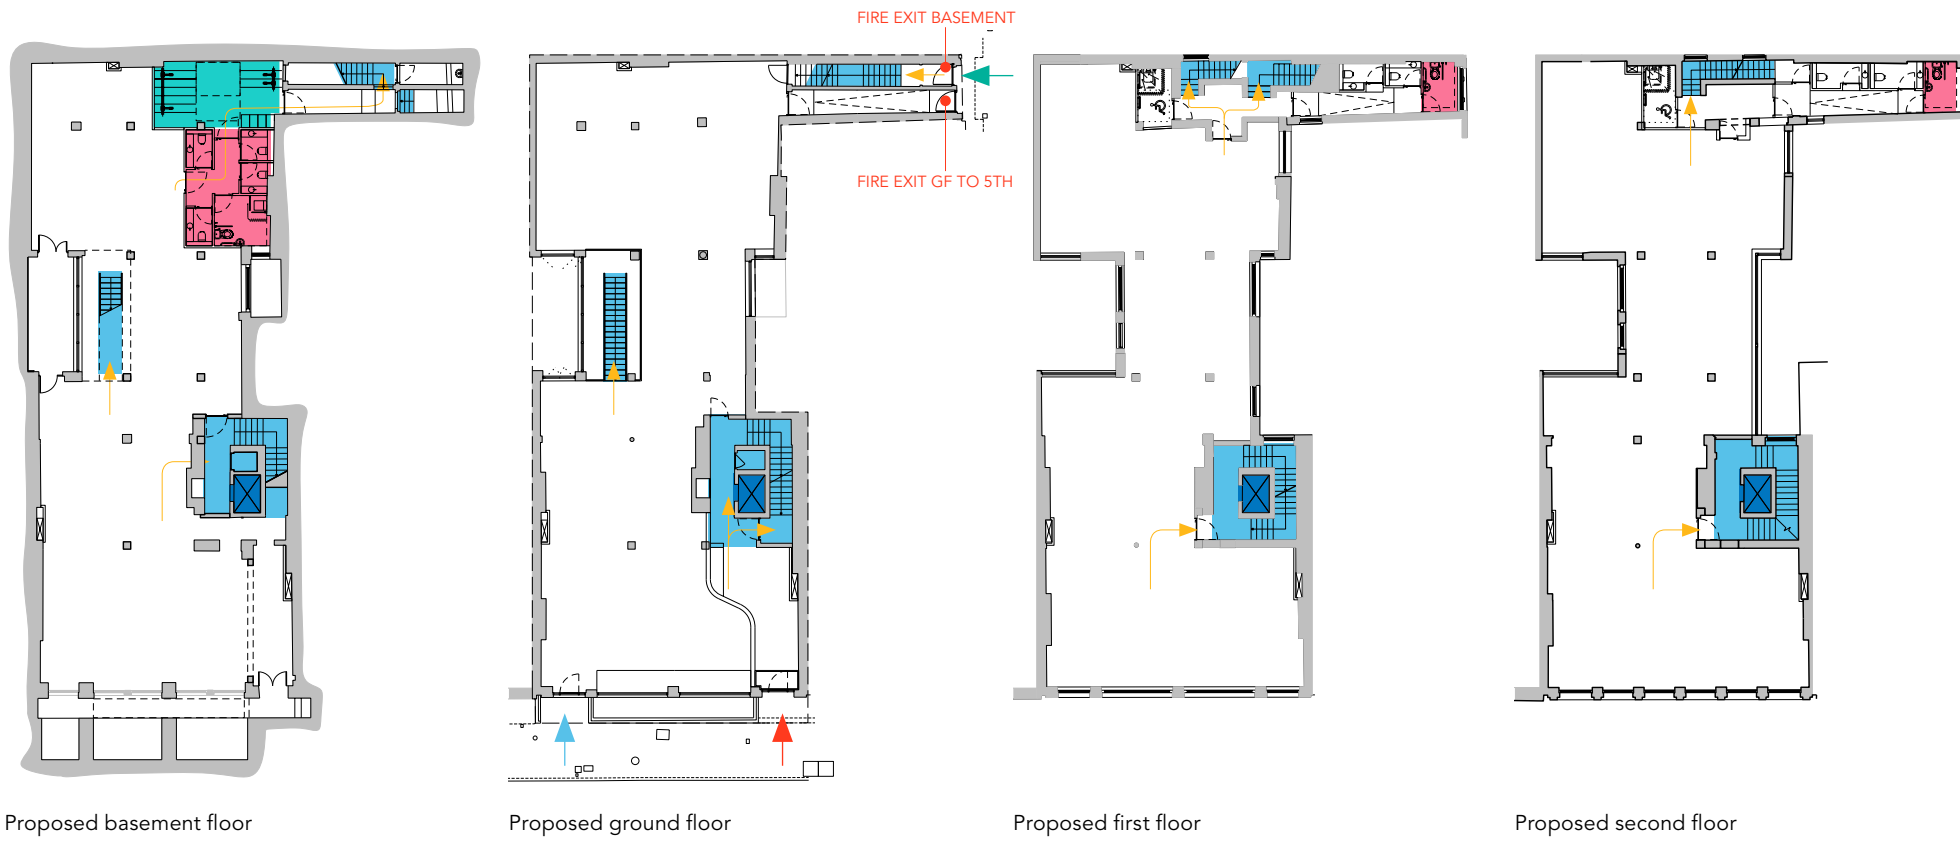 FIRE EXIT BASEMENT
FIRE EXIT GF TO 5TH
Proposed basement floor
Proposed ground floor
Proposed first floor
Proposed second floor